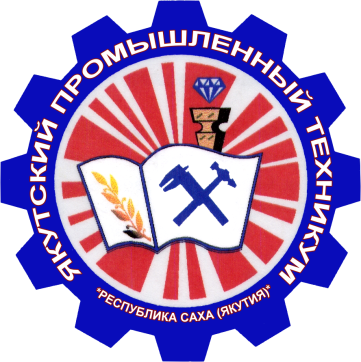 ЯКУТСКИЙ ПРОМЫШЛЕННЫЙ ТЕХНИКУМ
*РЕСПУБЛИКА САХА (ЯКУТИЯ)*